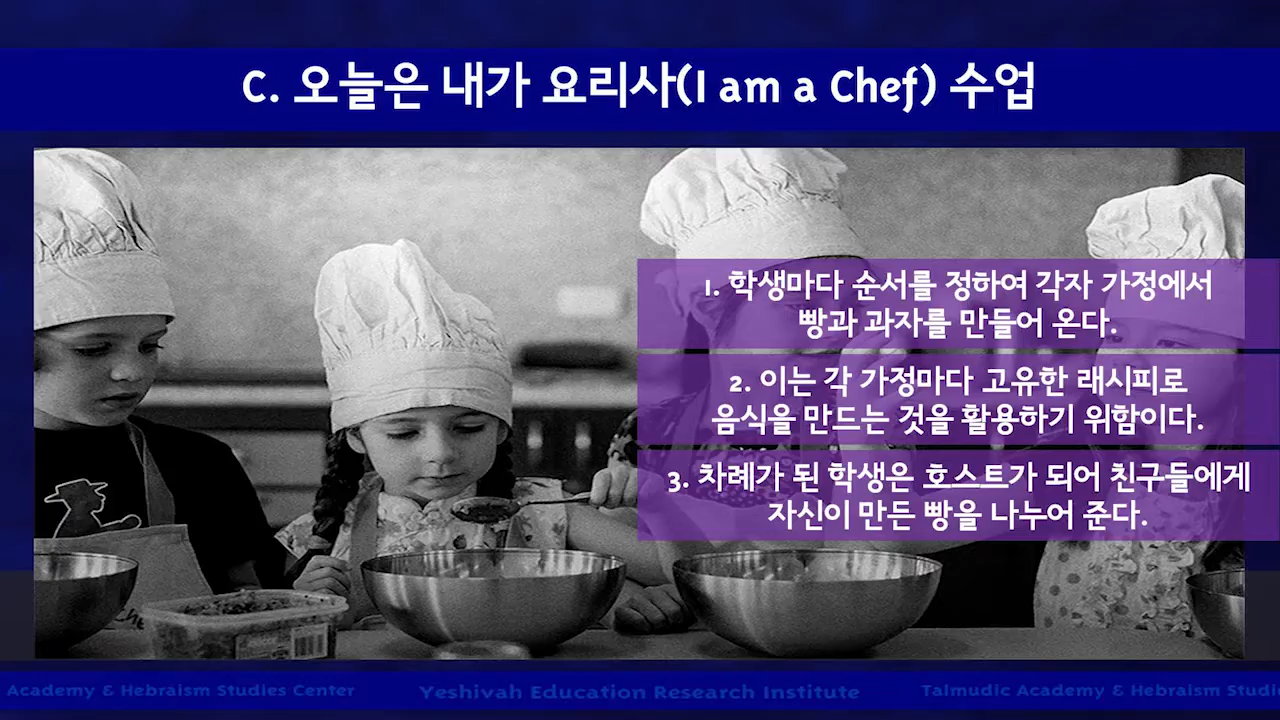 C. 오늘은 내가 요리사(I am a Chef) 수업
1. 학생마다 순서를 정하여 각자 가정에서
빵과 과자를 만들어 온다.
2. 이는 각 가정마다 고유한 래시피로
음식을 만드는 것을 활용하기 위함이다.
3. 차례가 된 학생은 호스트가 되어 친구들에게
자신이 만든 빵을 나누어 준다.
Academy & Hebraism Studies Center Yeshivah Education Research Institute Talmudic Academy & Hebraism Studie